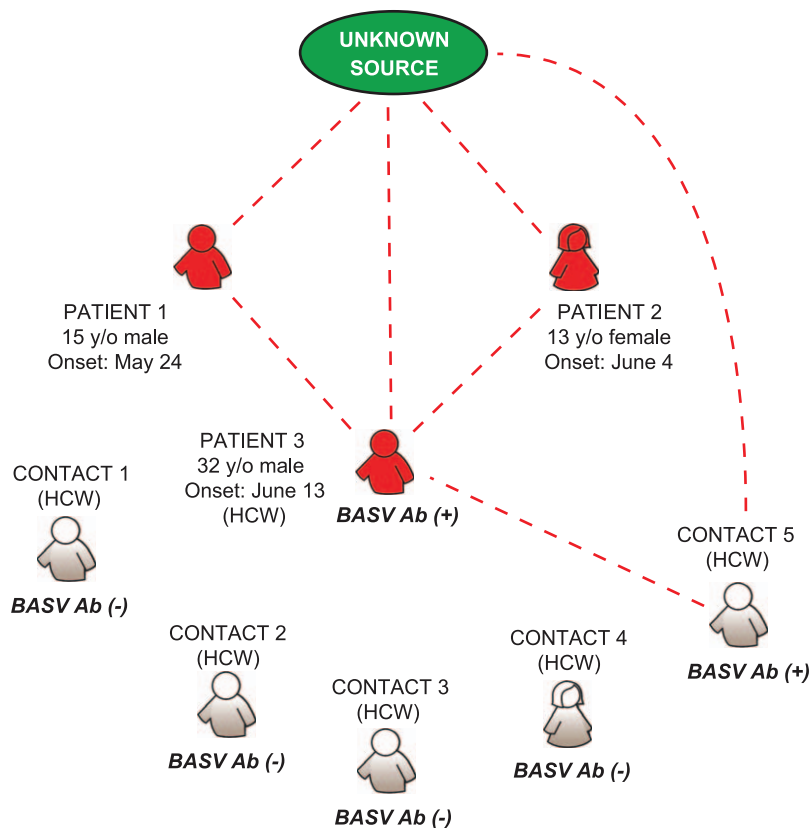 UNKNOWN
SOURCE
PATIENT 1
15 y/o male
Onset: May 24
PATIENT 2
13 y/o female
Onset: June 4
PATIENT 3
32 y/o male
Onset: June 13
(HCW)
BASV Ab (+)
CONTACT 1
(HCW)
BASV Ab (-)
CONTACT 2
(HCW)
BASV Ab (-)
CONTACT 3
(HCW)
BASV Ab (-)
CONTACT 4
(HCW)
BASV Ab (-)
CONTACT 5
(HCW)
BASV Ab (+)